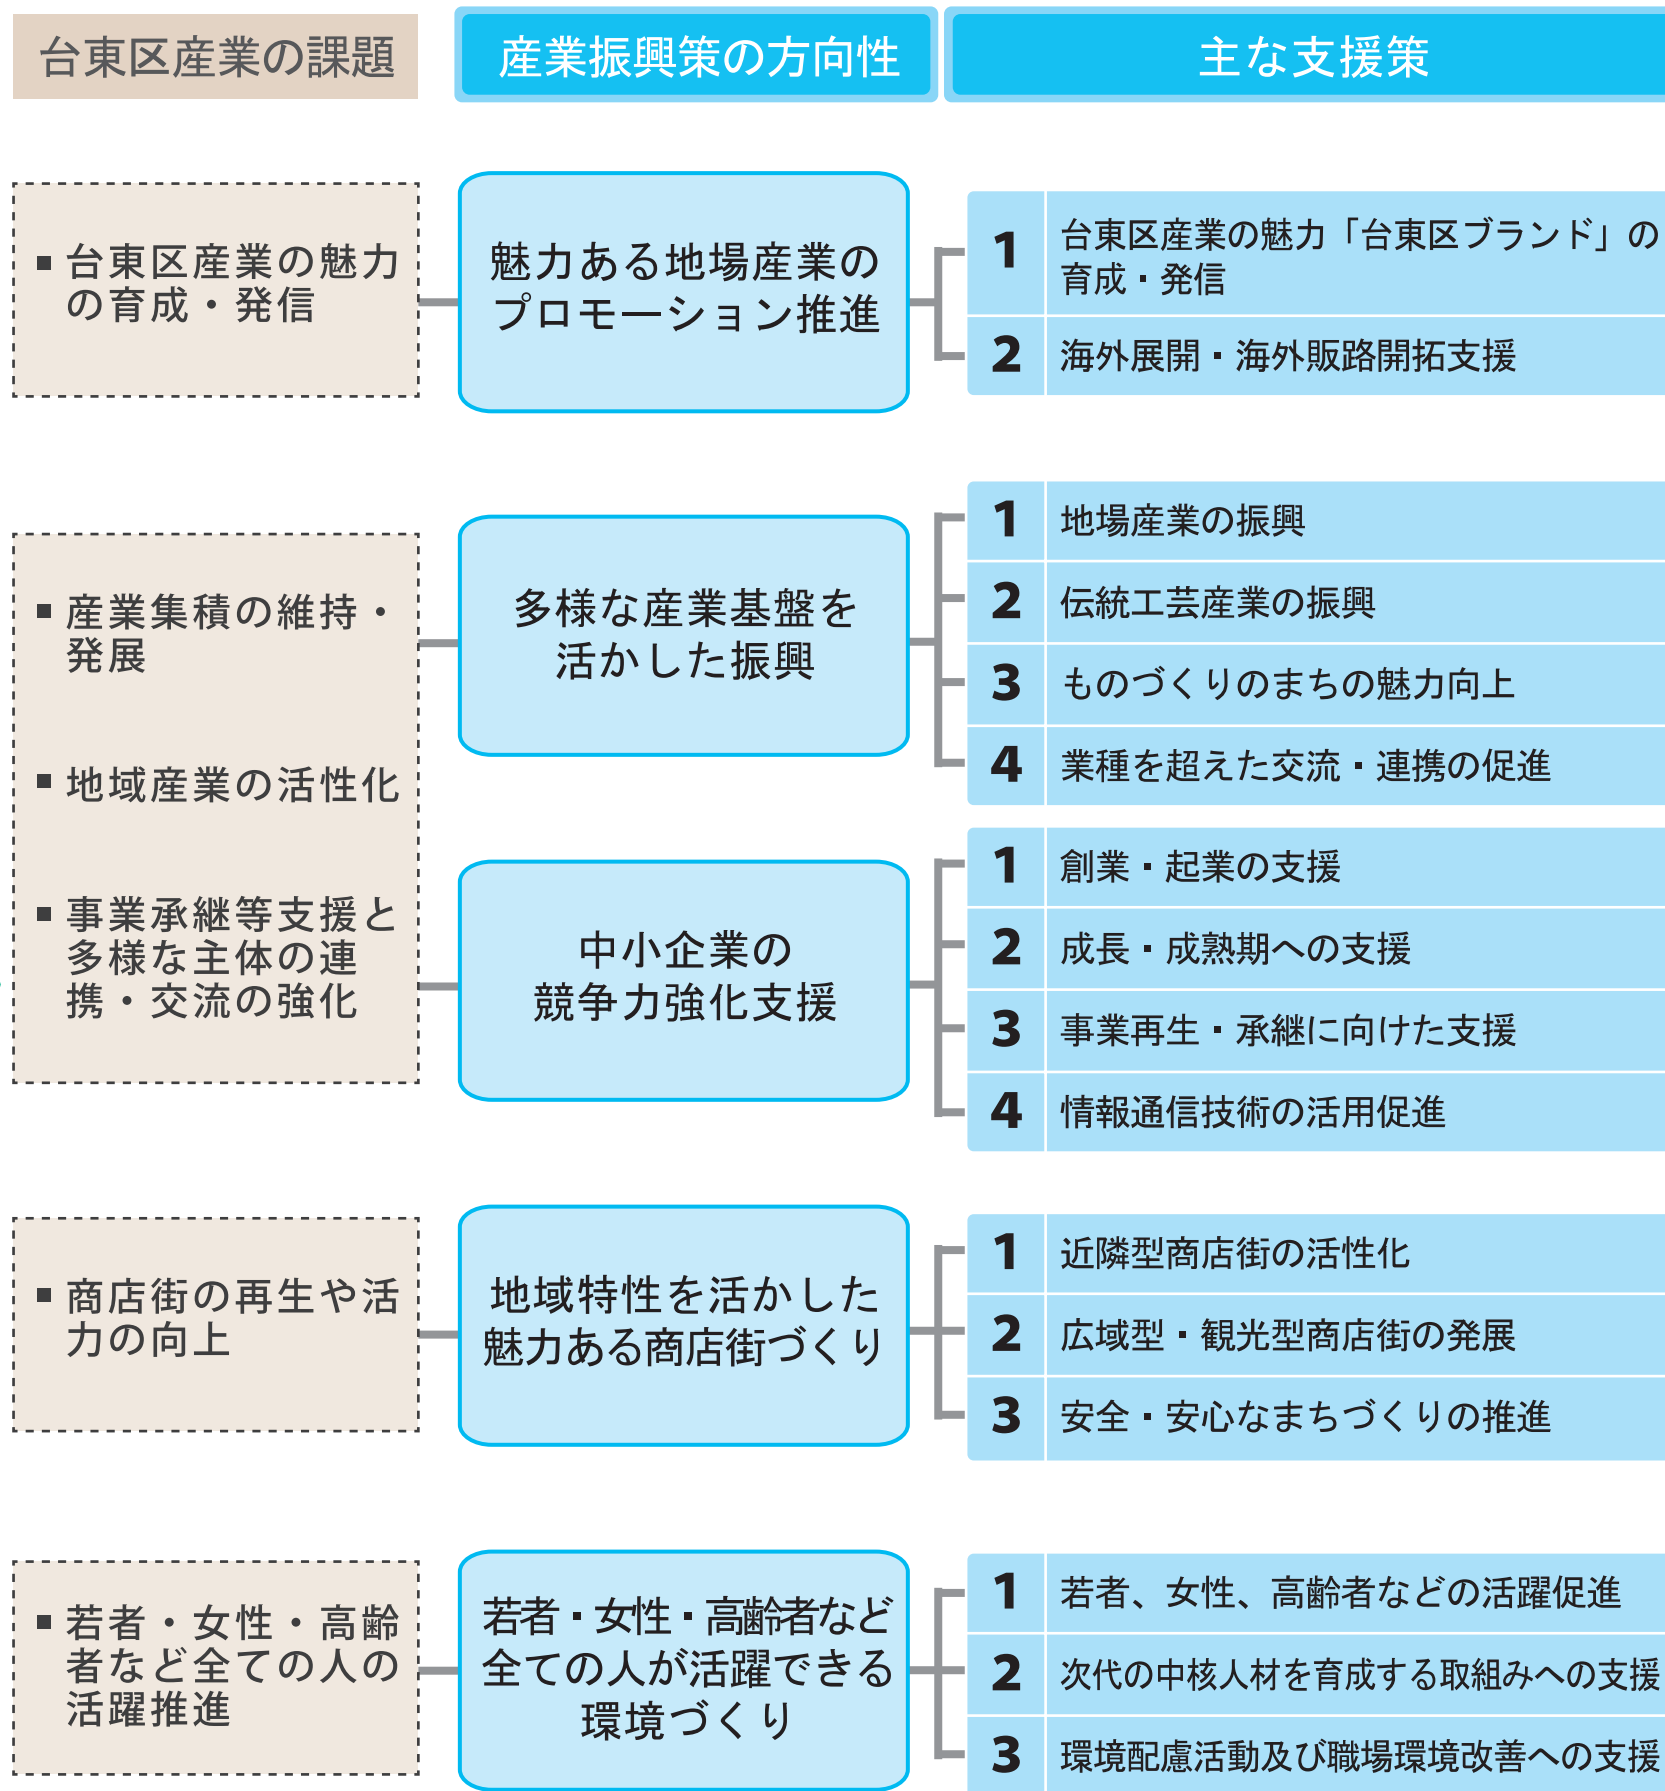 台東区産業の課題
産業振興策の方向性
主な支援策
▪ 台東区産業の魅力
の育成・発信
魅力ある地場産業の
プロモーション推進
1 台東区産業の魅力「台東区ブランド」の
育成・発信
2 海外展開・海外販路開拓支援
▪ 産業集積の維持・
発展
▪ 地域産業の活性化
▪ 事業承継等支援と
多様な主体の連
携・交流の強化
多様な産業基盤を
活かした振興
1 地場産業の振興
2 伝統工芸産業の振興
3 ものづくりのまちの魅力向上
4 業種を超えた交流・連携の促進
中小企業の
競争力強化支援
1 創業・起業の支援
2 成長・成熟期への支援
3 事業再生・承継に向けた支援
4 情報通信技術の活用促進
▪ 商店街の再生や活
力の向上
地域特性を活かした
魅力ある商店街づくり
1 近隣型商店街の活性化
2 広域型・観光型商店街の発展
3 安全・安心なまちづくりの推進
▪ 若者・女性・高齢
者など全ての人の
活躍推進
若者・女性・高齢者など
全ての人が活躍できる
環境づくり
1 若者、女性、高齢者などの活躍促進
2 次代の中核人材を育成する取組みへの支援
3 環境配慮活動及び職場環境改善への支援